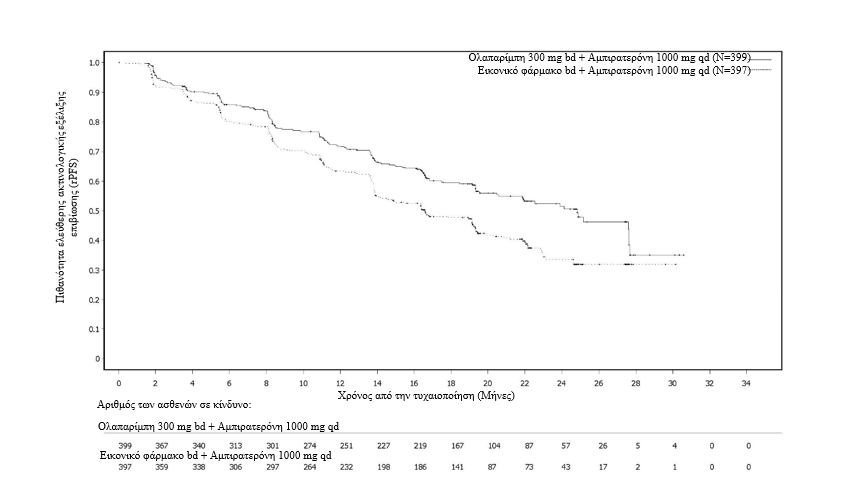 Ολαπαρίμπη 300 mg bd + Αμπιρατερόνη 1000 mg qd (N=399)
Εικονικό φάρμακο bd + Αμπιρατερόνη 1000 mg qd (N=397)
Πιθανότητα ελεύθερης ακτινολογικής εξέλιξης
επιβίωσης (rPFS)
1.0
0.9
0.8
0.7
0.6
0.5
0.4
0.3
0.2
0.1
0
0 2 4 6 8 10 12 14 16 18 20 22 24 26 28 30 32 34
Χρόνος από την τυχαιοποίηση (Μήνες)
Αριθμός των ασθενών σε κίνδυνο:
Ολαπαρίμπη 300 mg bd + Αμπιρατερόνη 1000 mg qd
399 367 340 313 301 274 251 227 219 167 104 87 57 26 5 4 0 0
Εικονικό φάρμακο bd + Αμπιρατερόνη 1000 mg qd
397 359 338 306 297 264 232 198 186 141 87 73 43 17 2 1 0 0